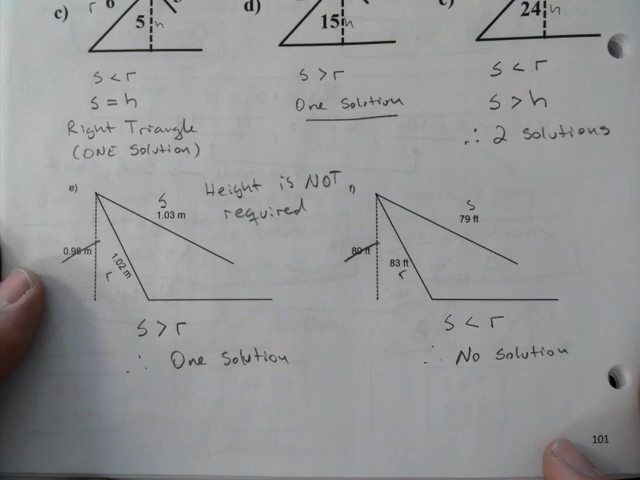 c) r 6
5 h
d)
15 h
e)
24 h
s < r
s = h
Right Triangle
(ONE Solution)
s > r
One Solution
s < r
s > h
∴ 2 solutions
e)
Height is NOT
required
s
1.03 m
0.98 m
1.02 m
r
s > r
∴ One Solution
f)
s
79 ft
80 ft
83 ft
r
s < r
∴ No Solution
101